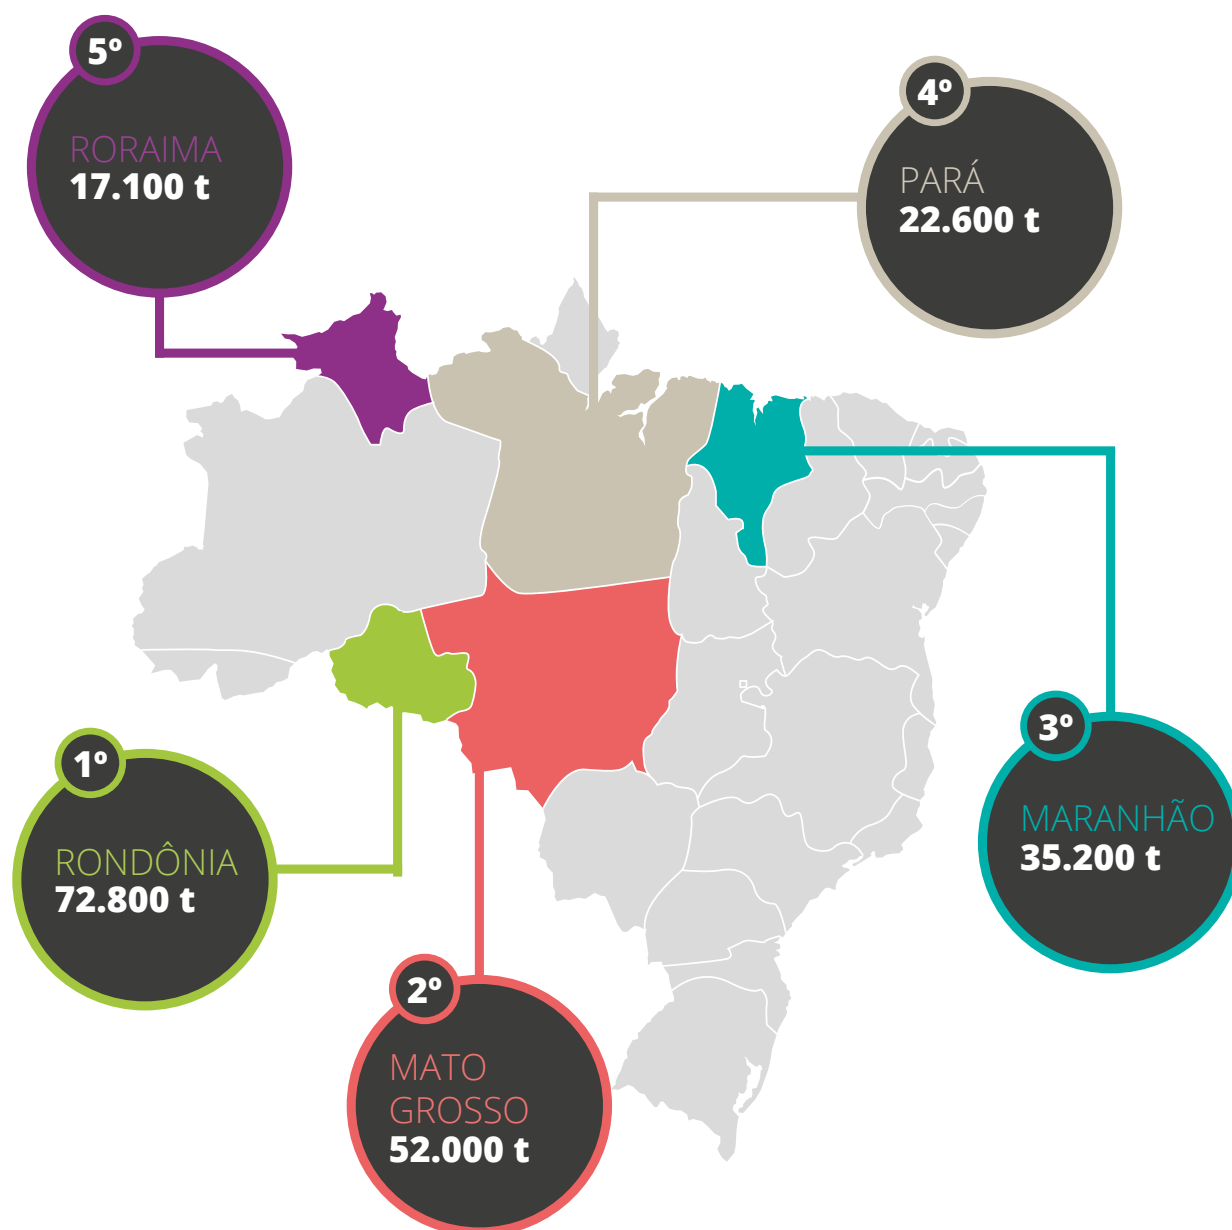 5º
RORAIMA
17.100 t
4º
PARÁ
22.600 t
1º
RONDÔNIA
72.800 t
3º
MARANHÃO
35.200 t
2º
MATO
GROSSO
52.000 t